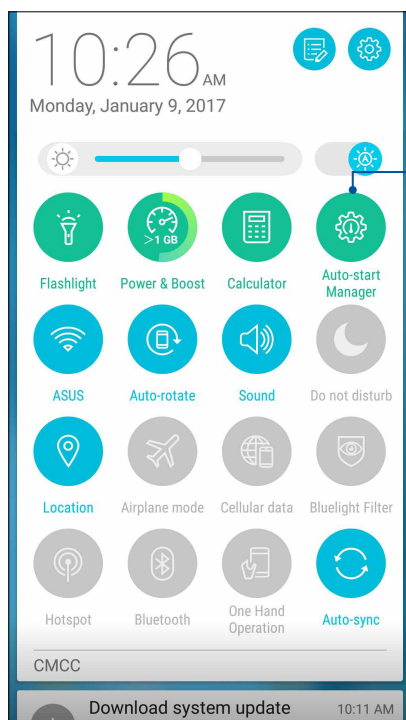 10:26 AM
Monday, January 9, 2017
A
>1 GB
Flashlight
Power & Boost
Calculator
Auto-start
Manager
ASUS
Auto-rotate
Sound
Do not disturb
Location
Airplane mode
Cellular data
Bluelight Filter
Hotspot
Bluetooth
One Hand
Operation
Auto-sync
CMCC
Download system update
10:11 AM